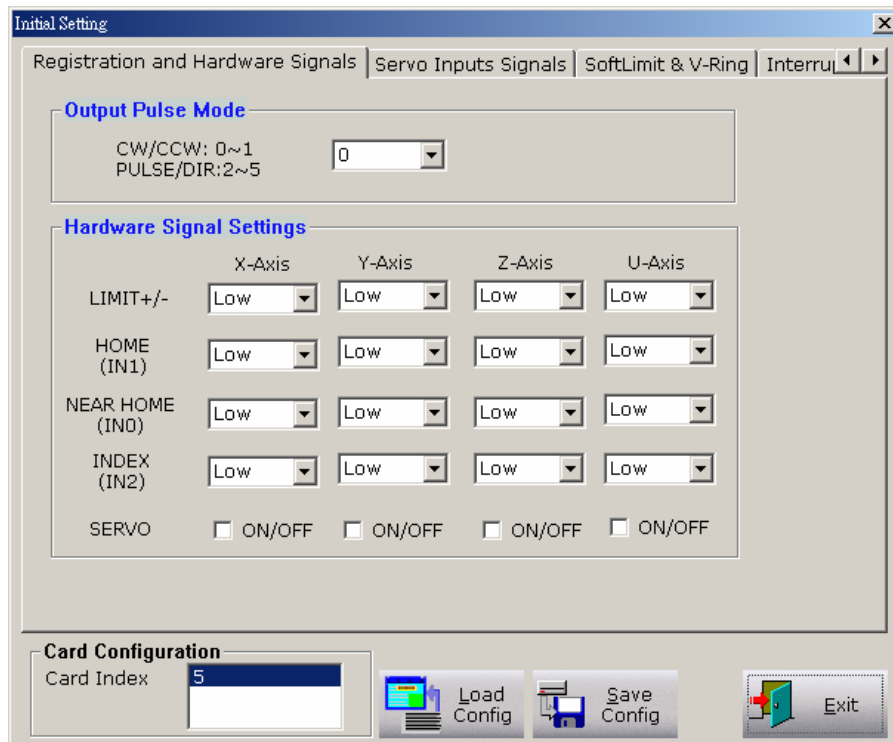 Initial Setting
Registration and Hardware Signals
Servo Inputs Signals
SoftLimit & V-Ring
Interru
Output Pulse Mode
CW/CCW: 0~1
0
PULSE/DIR:2~5
Hardware Signal Settings
X-Axis Y-Axis Z-Axis U-Axis
LIMIT+/- Low Low Low Low
HOME
(IN1)
Low Low Low Low
NEAR HOME
(IN0)
Low Low Low Low
INDEX
(IN2)
Low Low Low Low
SERVO ON/OFF ON/OFF ON/OFF ON/OFF
Card Configuration
Card Index 5
Load
Config
Save
Config
Exit